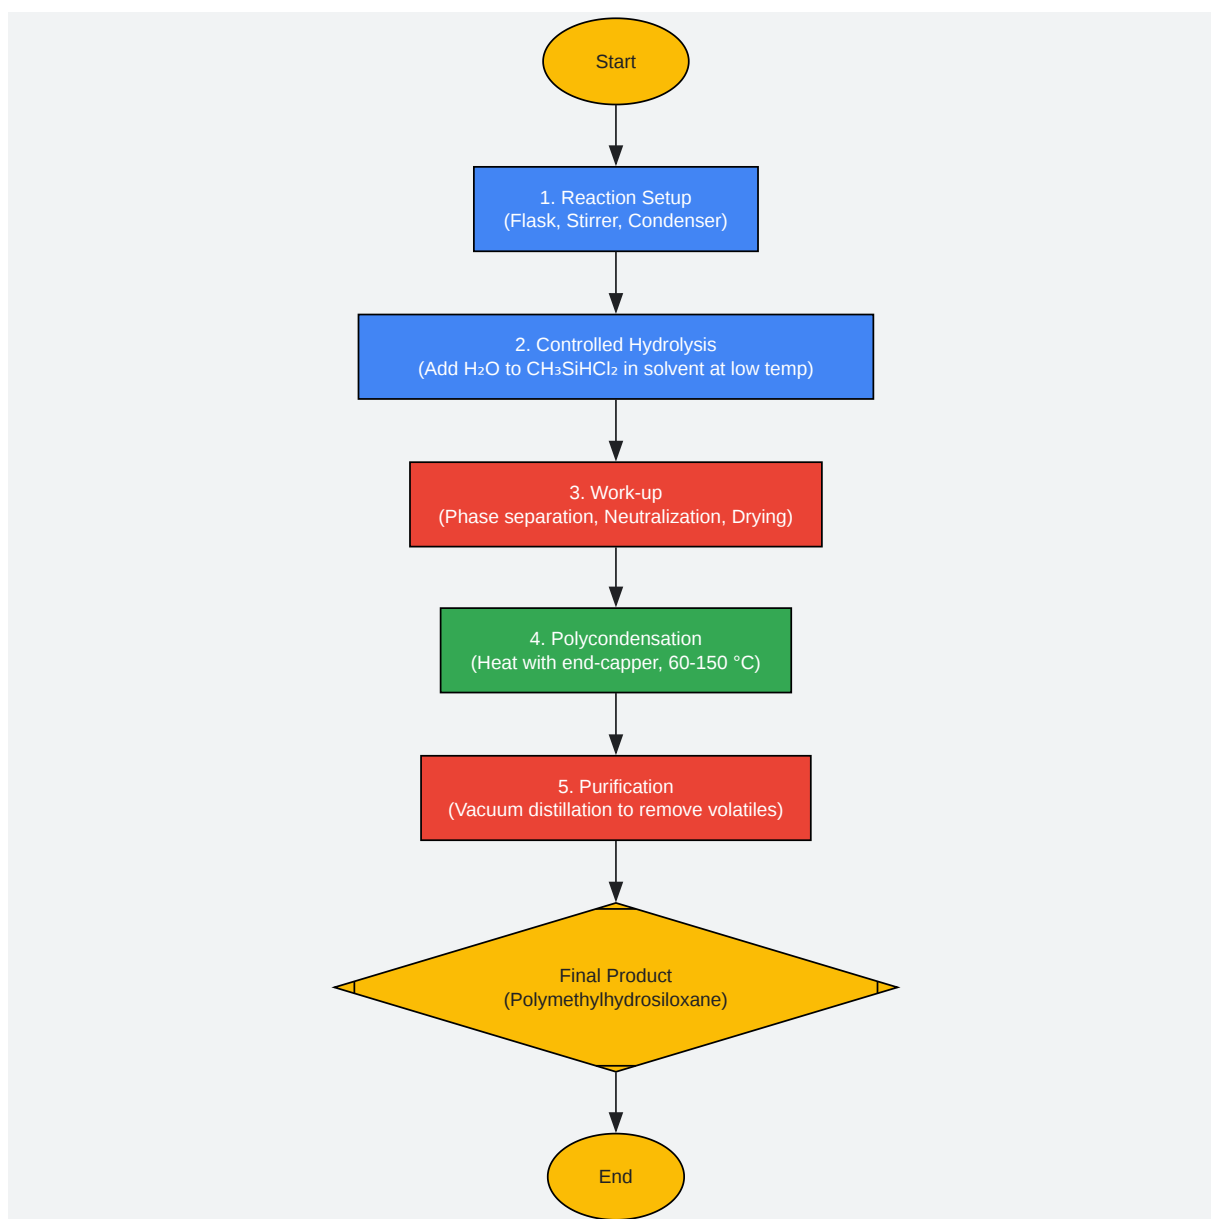 Start
1. Reaction Setup
(Flask, Stirrer, Condenser)
2. Controlled Hydrolysis
(Add H₂O to CH₃SiHCl₂ in solvent at low temp)
3. Work-up
(Phase separation, Neutralization, Drying)
4. Polycondensation
(Heat with end-capper, 60-150 °C)
5. Purification
(Vacuum distillation to remove volatiles)
Final Product
(Polymethylhydrosiloxane)
End